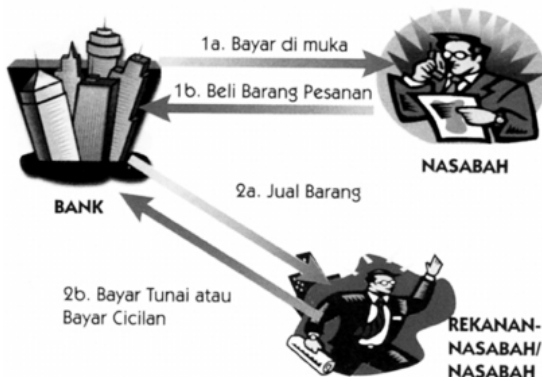 1a. Bayar di muka
1b. Beli Barang Pesanan
NASABAH
BANK
2a. Jual Barang
2b. Bayar Tunai atau
Bayar Cicilan
REKANAN-
NASABAH/
NASABAH